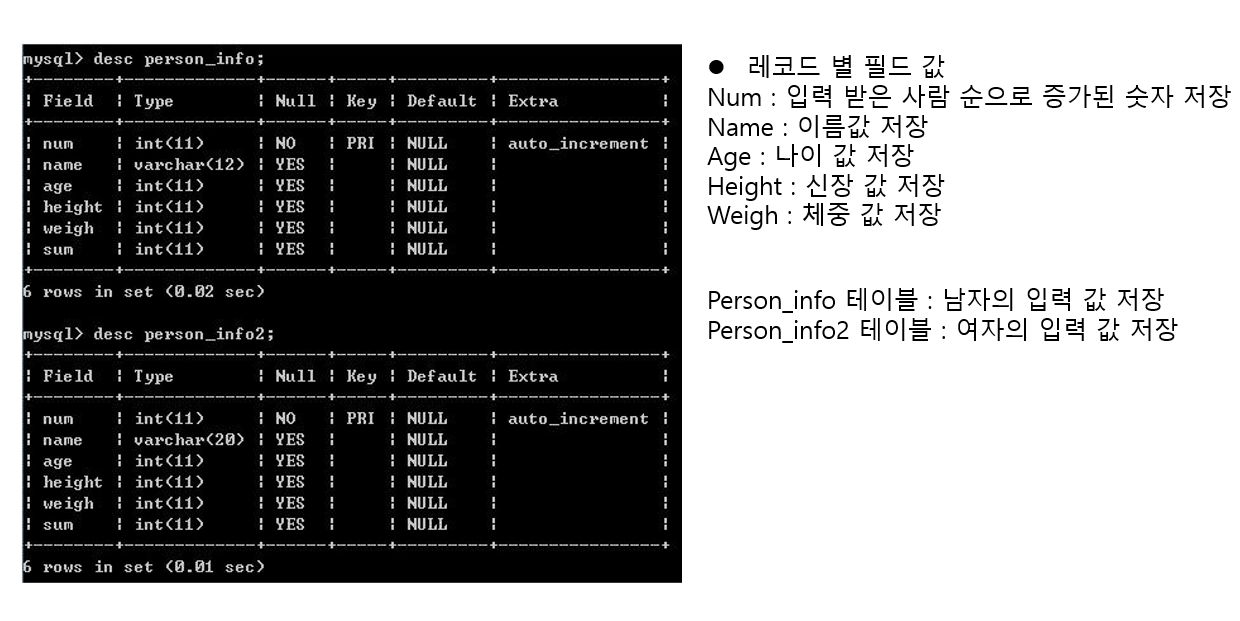 mysql> desc person_info;
+--------+-------------+------+-----+---------+----------------+
| Field  | Type        | Null | Key | Default | Extra          |
+--------+-------------+------+-----+---------+----------------+
| num    | int(11)     | NO   | PRI | NULL    | auto_increment |
| name   | varchar(12) | YES  |     | NULL    |                |
| age    | int(11)     | YES  |     | NULL    |                |
| height | int(11)     | YES  |     | NULL    |                |
| weigh  | int(11)     | YES  |     | NULL    |                |
| sum    | int(11)     | YES  |     | NULL    |                |
+--------+-------------+------+-----+---------+----------------+
6 rows in set (0.02 sec)
mysql> desc person_info2;
+--------+-------------+------+-----+---------+----------------+
| Field  | Type        | Null | Key | Default | Extra          |
+--------+-------------+------+-----+---------+----------------+
| num    | int(11)     | NO   | PRI | NULL    | auto_increment |
| name   | varchar(20) | YES  |     | NULL    |                |
| age    | int(11)     | YES  |     | NULL    |                |
| height | int(11)     | YES  |     | NULL    |                |
| weigh  | int(11)     | YES  |     | NULL    |                |
| sum    | int(11)     | YES  |     | NULL    |                |
+--------+-------------+------+-----+---------+----------------+
6 rows in set (0.01 sec)
● 레코드 별 필드 값
Num : 입력 받은 사람 순으로 증가된 숫자 저장
Name : 이름값 저장
Age : 나이 값 저장
Height : 신장 값 저장
Weigh : 체중 값 저장
Person_info 테이블 : 남자의 입력 값 저장
Person_info2 테이블 : 여자의 입력 값 저장